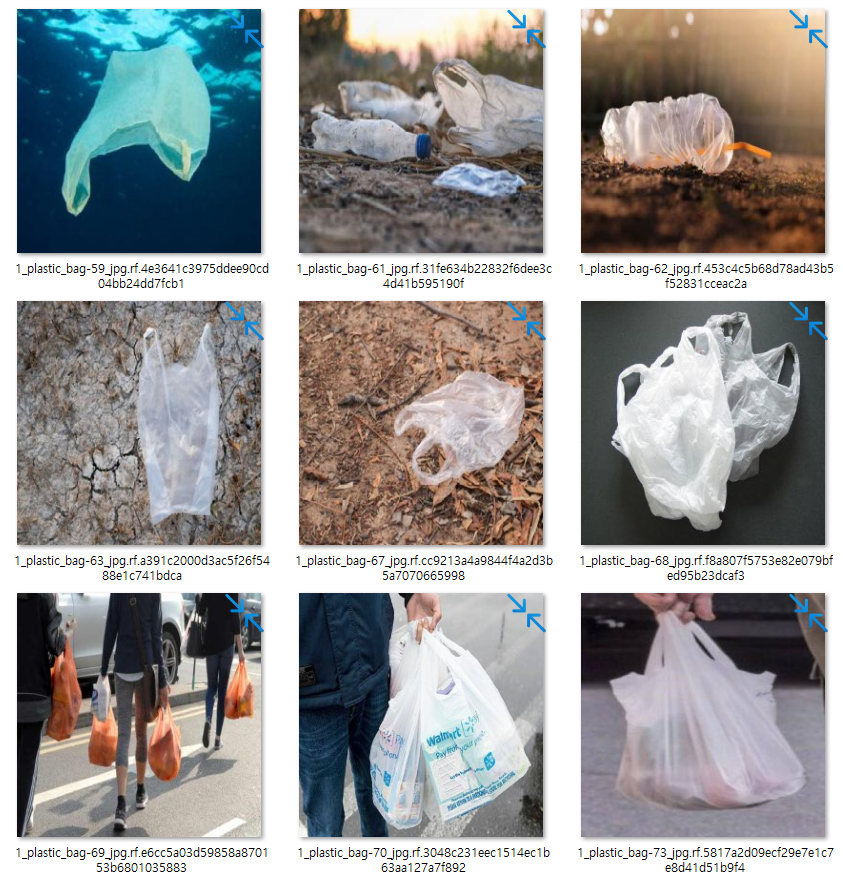 1_plastic_bag-59_jpg.rf.4e3641c3975ddee90cd
04bb24dd7fcb1
1_plastic_bag-61_jpg.rf.31fe634b22832f6dee3c
4d41b595190f
1_plastic_bag-62_jpg.rf.453c4c5b68d78ad43b5
f52831cceac2a
1_plastic_bag-63_jpg.rf.a391c2000d3ac5f26f54
88e1c741bdca
1_plastic_bag-67_jpg.rf.cc9213a4a9844f4a2d3b
5a7070665998
1_plastic_bag-68_jpg.rf.f8a807f5753e82e079bf
ed95b23dcaf3
Walmart
1_plastic_bag-69_jpg.rf.e6cc5a03d59858a8701
53b6801035883
1_plastic_bag-70_jpg.rf.3048c231eec1514ec1b
63aa127a7f892
1_plastic_bag-73_jpg.rf.5817a2d09ecf29e7e1c7
e8d41d51b9f4